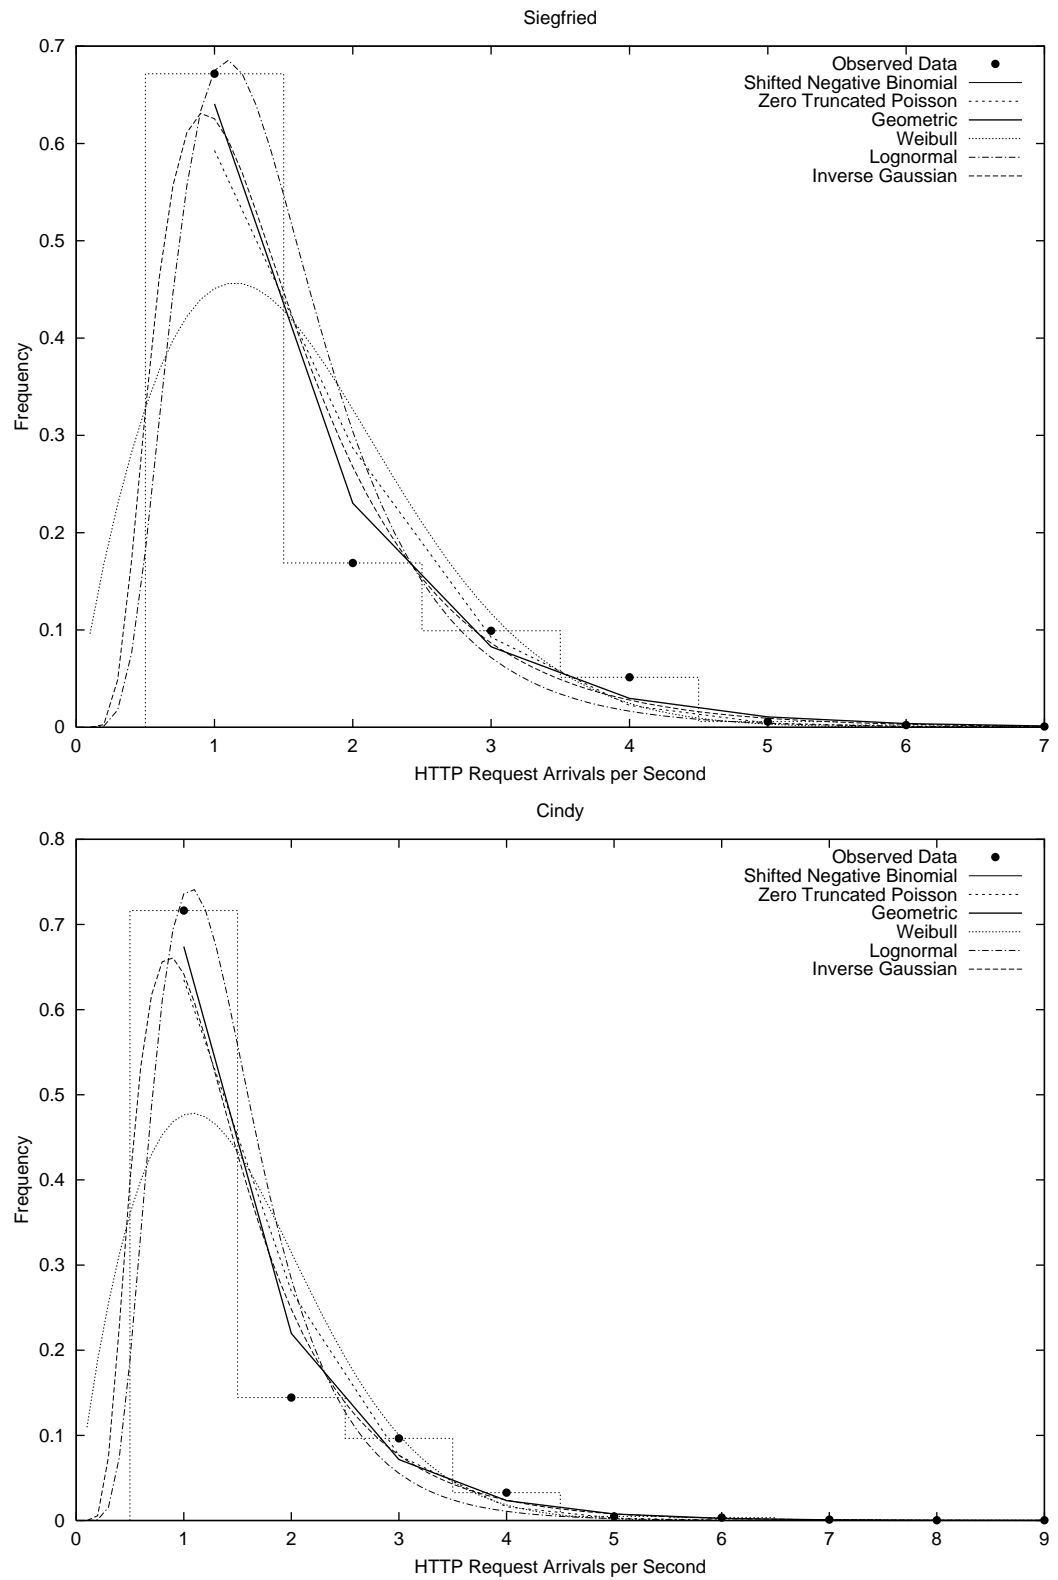 Siegfried
0.7
0.6
0.5
0.4
0.3
0.2
0.1
0
Frequency
Observed Data
Shifted Negative Binomial
Zero Truncated Poisson
Geometric
Weibull
Lognormal
Inverse Gaussian
0 1 2 3 4 5 6 7
HTTP Request Arrivals per Second
Cindy
0.8
0.7
0.6
0.5
0.4
0.3
0.2
0.1
0
Frequency
Observed Data
Shifted Negative Binomial
Zero Truncated Poisson
Geometric
Weibull
Lognormal
Inverse Gaussian
0 1 2 3 4 5 6 7 8 9
HTTP Request Arrivals per Second